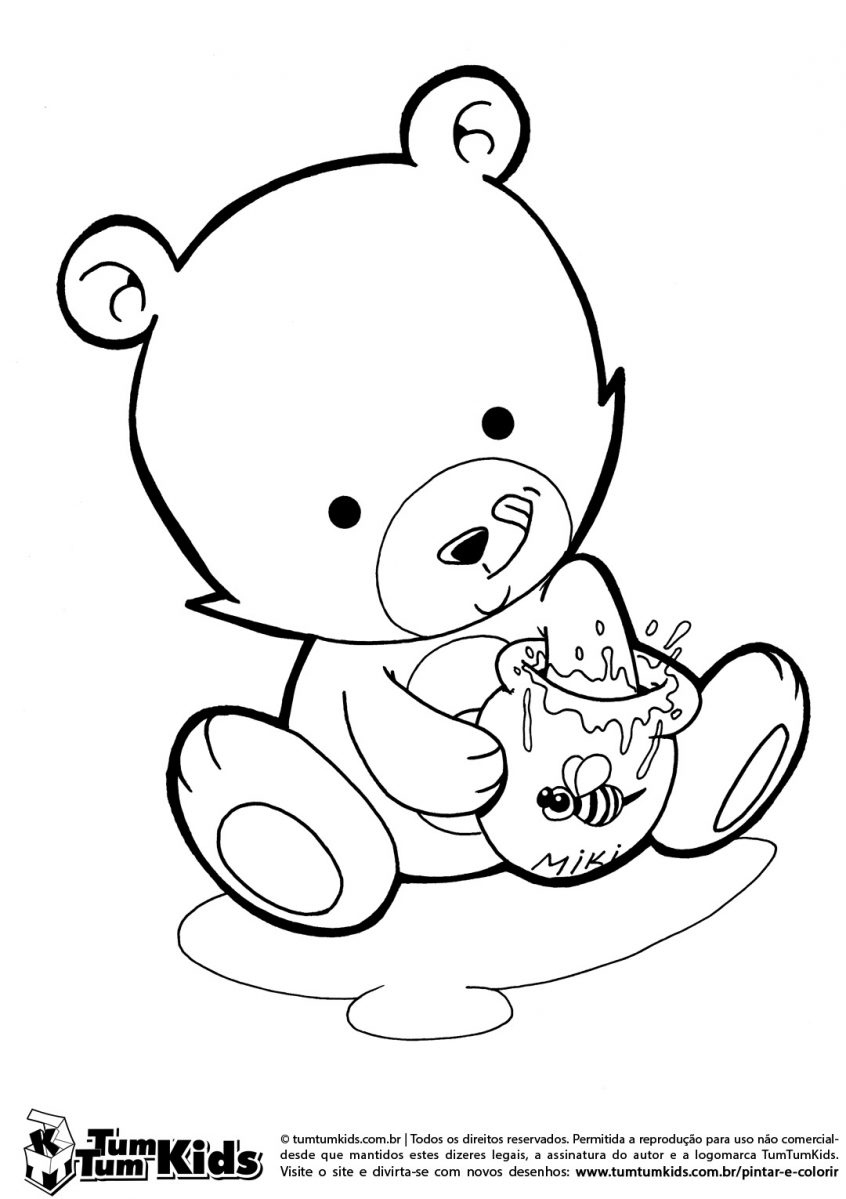 MiKi
Tum
Tum Kids
© tumtumkids.com.br | Todos os direitos reservados. Permitida a reprodução para uso não comercial-
desde que mantidos estes dizeres legais, a assinatura do autor e a logomarca TumTumKids.
Visite o site e divirta-se com novos desenhos: www.tumtumkids.com.br/pintar-e-colorir